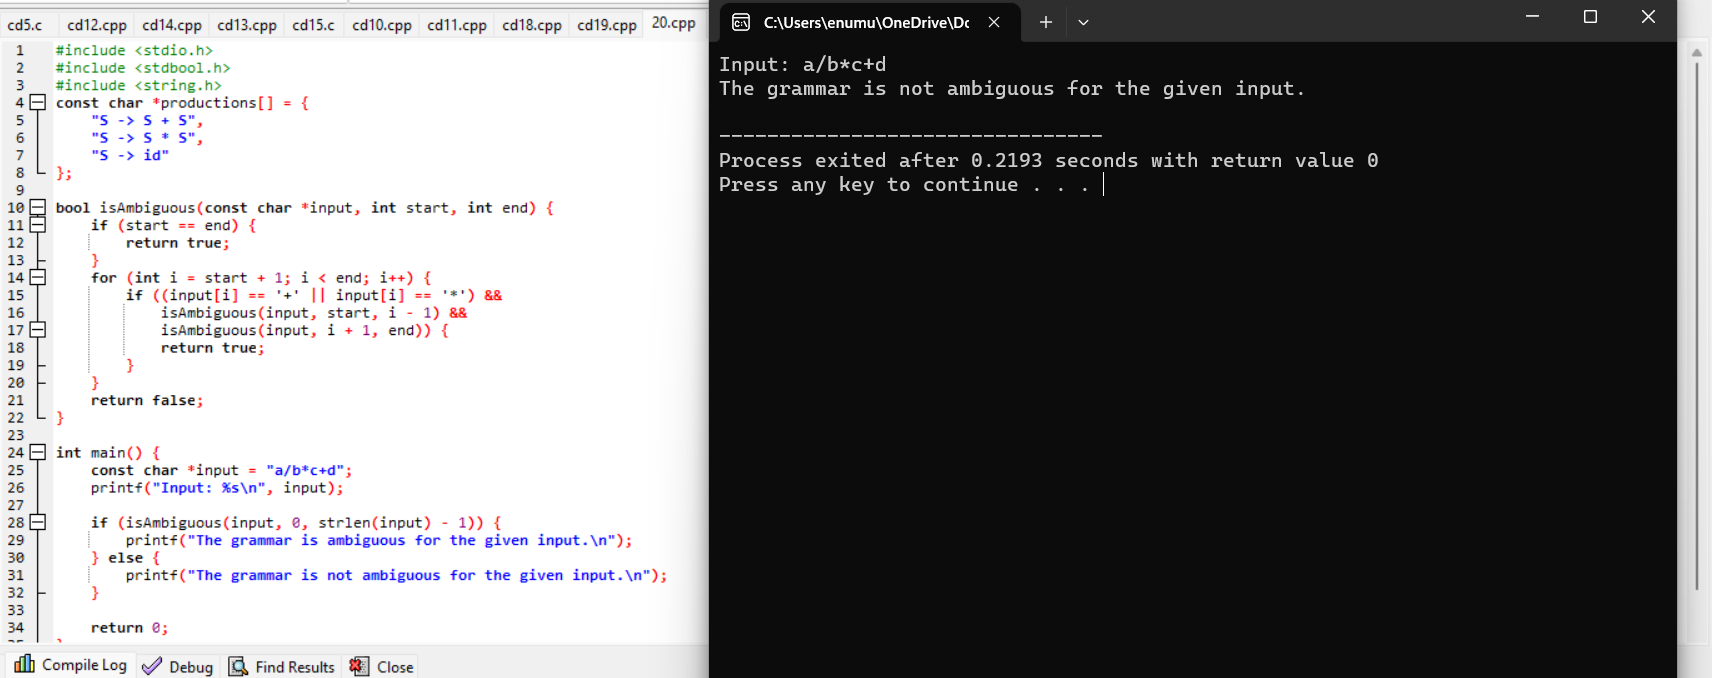 cd5.c cd12.cpp cd14.cpp cd13.cpp cd15.c cd10.cpp cd11.cpp cd18.cpp cd19.cpp 20.cpp
1 #include <stdio.h>
2 #include <stdbool.h>
3 #include <string.h>
4 const char *productions[] = {
5 "S -> S + S",
6 "S -> S * S",
7 "S -> id"
8 };
9
10 bool isAmbiguous(const char *input, int start, int end) {
11 if (start == end) {
12 return true;
13 }
14 for (int i = start + 1; i < end; i++) {
15 if ((input[i] == '+' || input[i] == '*') &&
16 isAmbiguous(input, start, i - 1) &&
17 isAmbiguous(input, i + 1, end)) {
18 return true;
19 }
20 }
21 return false;
22 }
23
24 int main() {
25 const char *input = "a/b*c+d";
26 printf("Input: %s\n", input);
27
28 if (isAmbiguous(input, 0, strlen(input) - 1)) {
29 printf("The grammar is ambiguous for the given input.\n");
30 } else {
31 printf("The grammar is not ambiguous for the given input.\n");
32 }
33
34 return 0;
Compile Log Debug Find Results Close
C:\Users\enumu\OneDrive\Dc
Input: a/b*c+d
The grammar is not ambiguous for the given input.
--------------------------------
Process exited after 0.2193 seconds with return value 0
Press any key to continue . . .